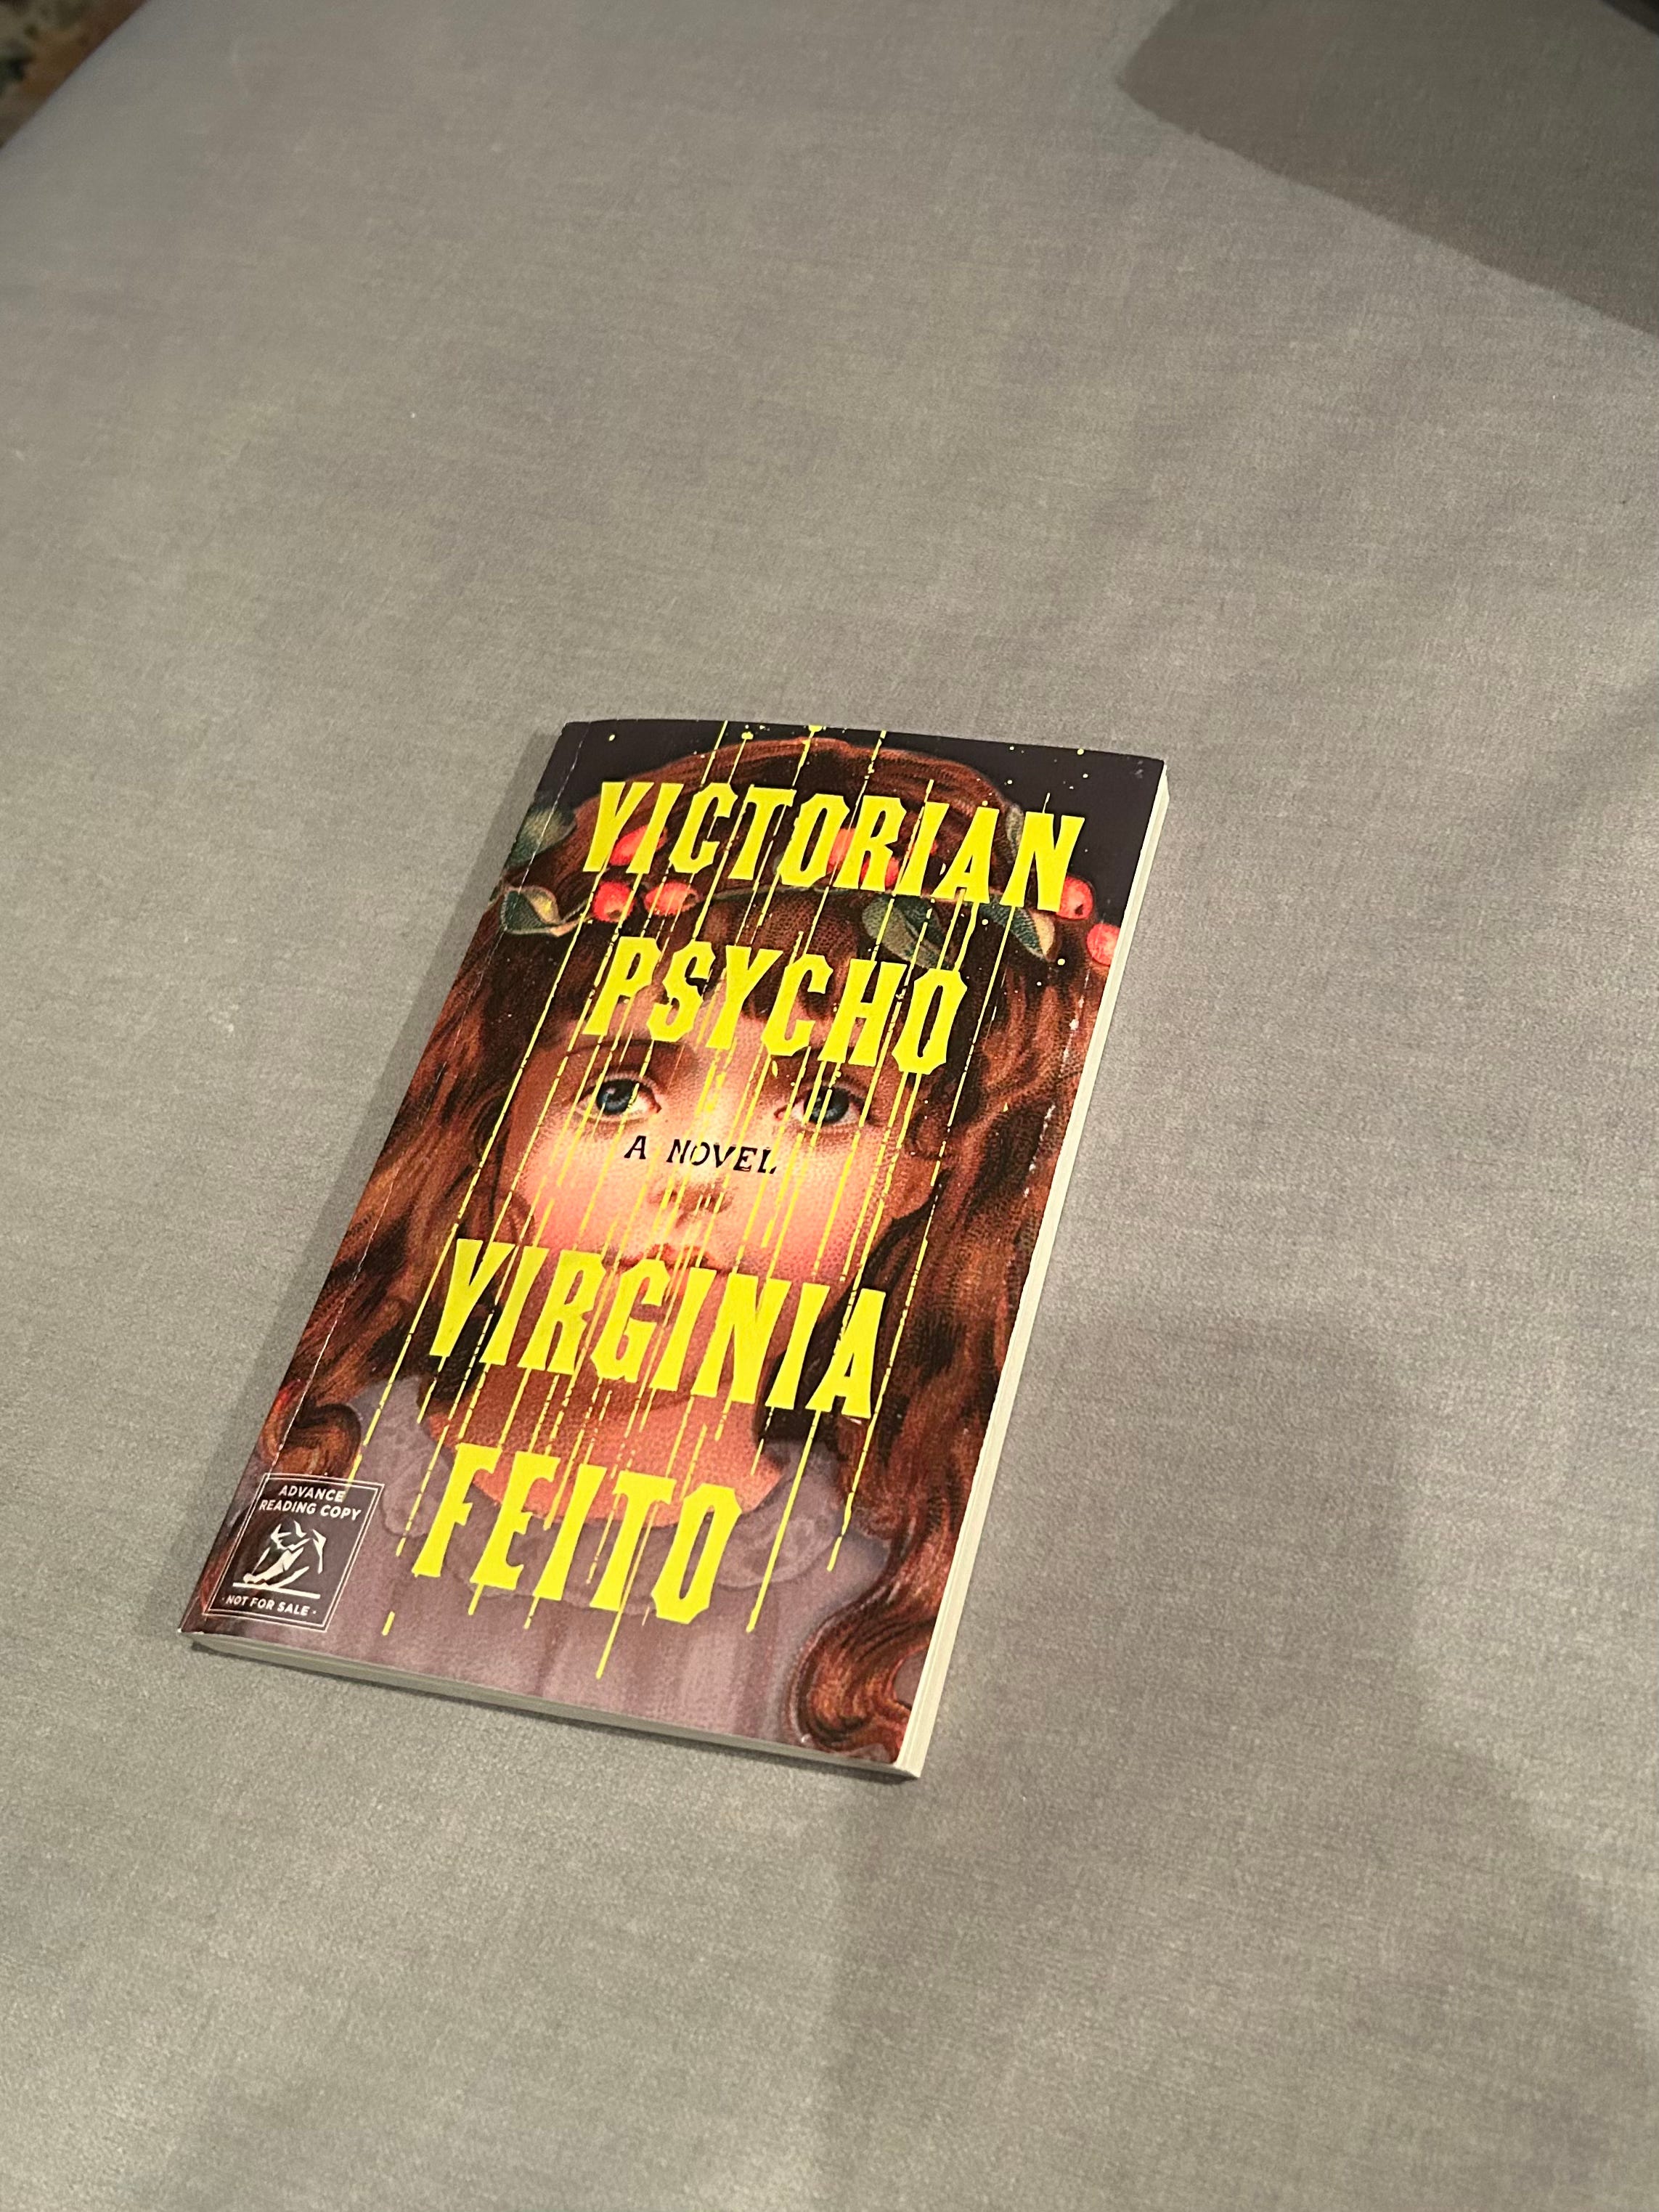 VICTORIAN
PSYCHO
A NOVEL
VIRGINIA
FEITO
ADVANCE
READING COPY
· NOT FOR SALE ·